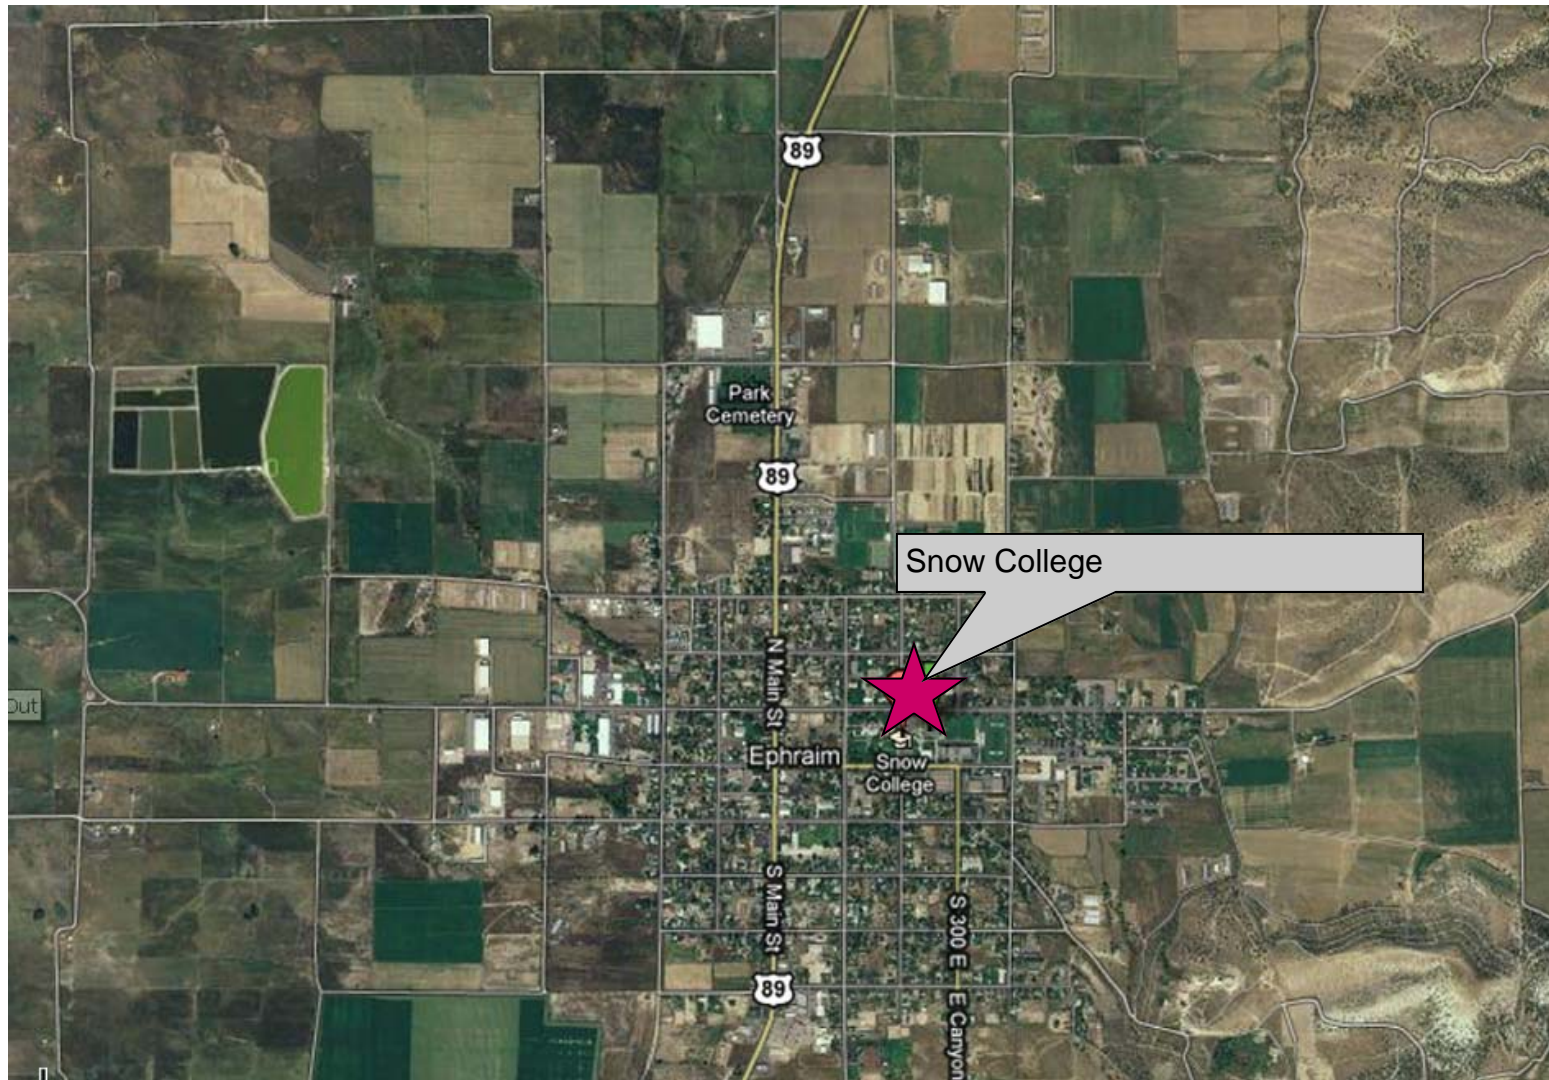 89
Park
Cemetery
89
Snow College
N Main St
Out
Ephraim
Snow
College
S Main St
S 300 E
89
E Canyon